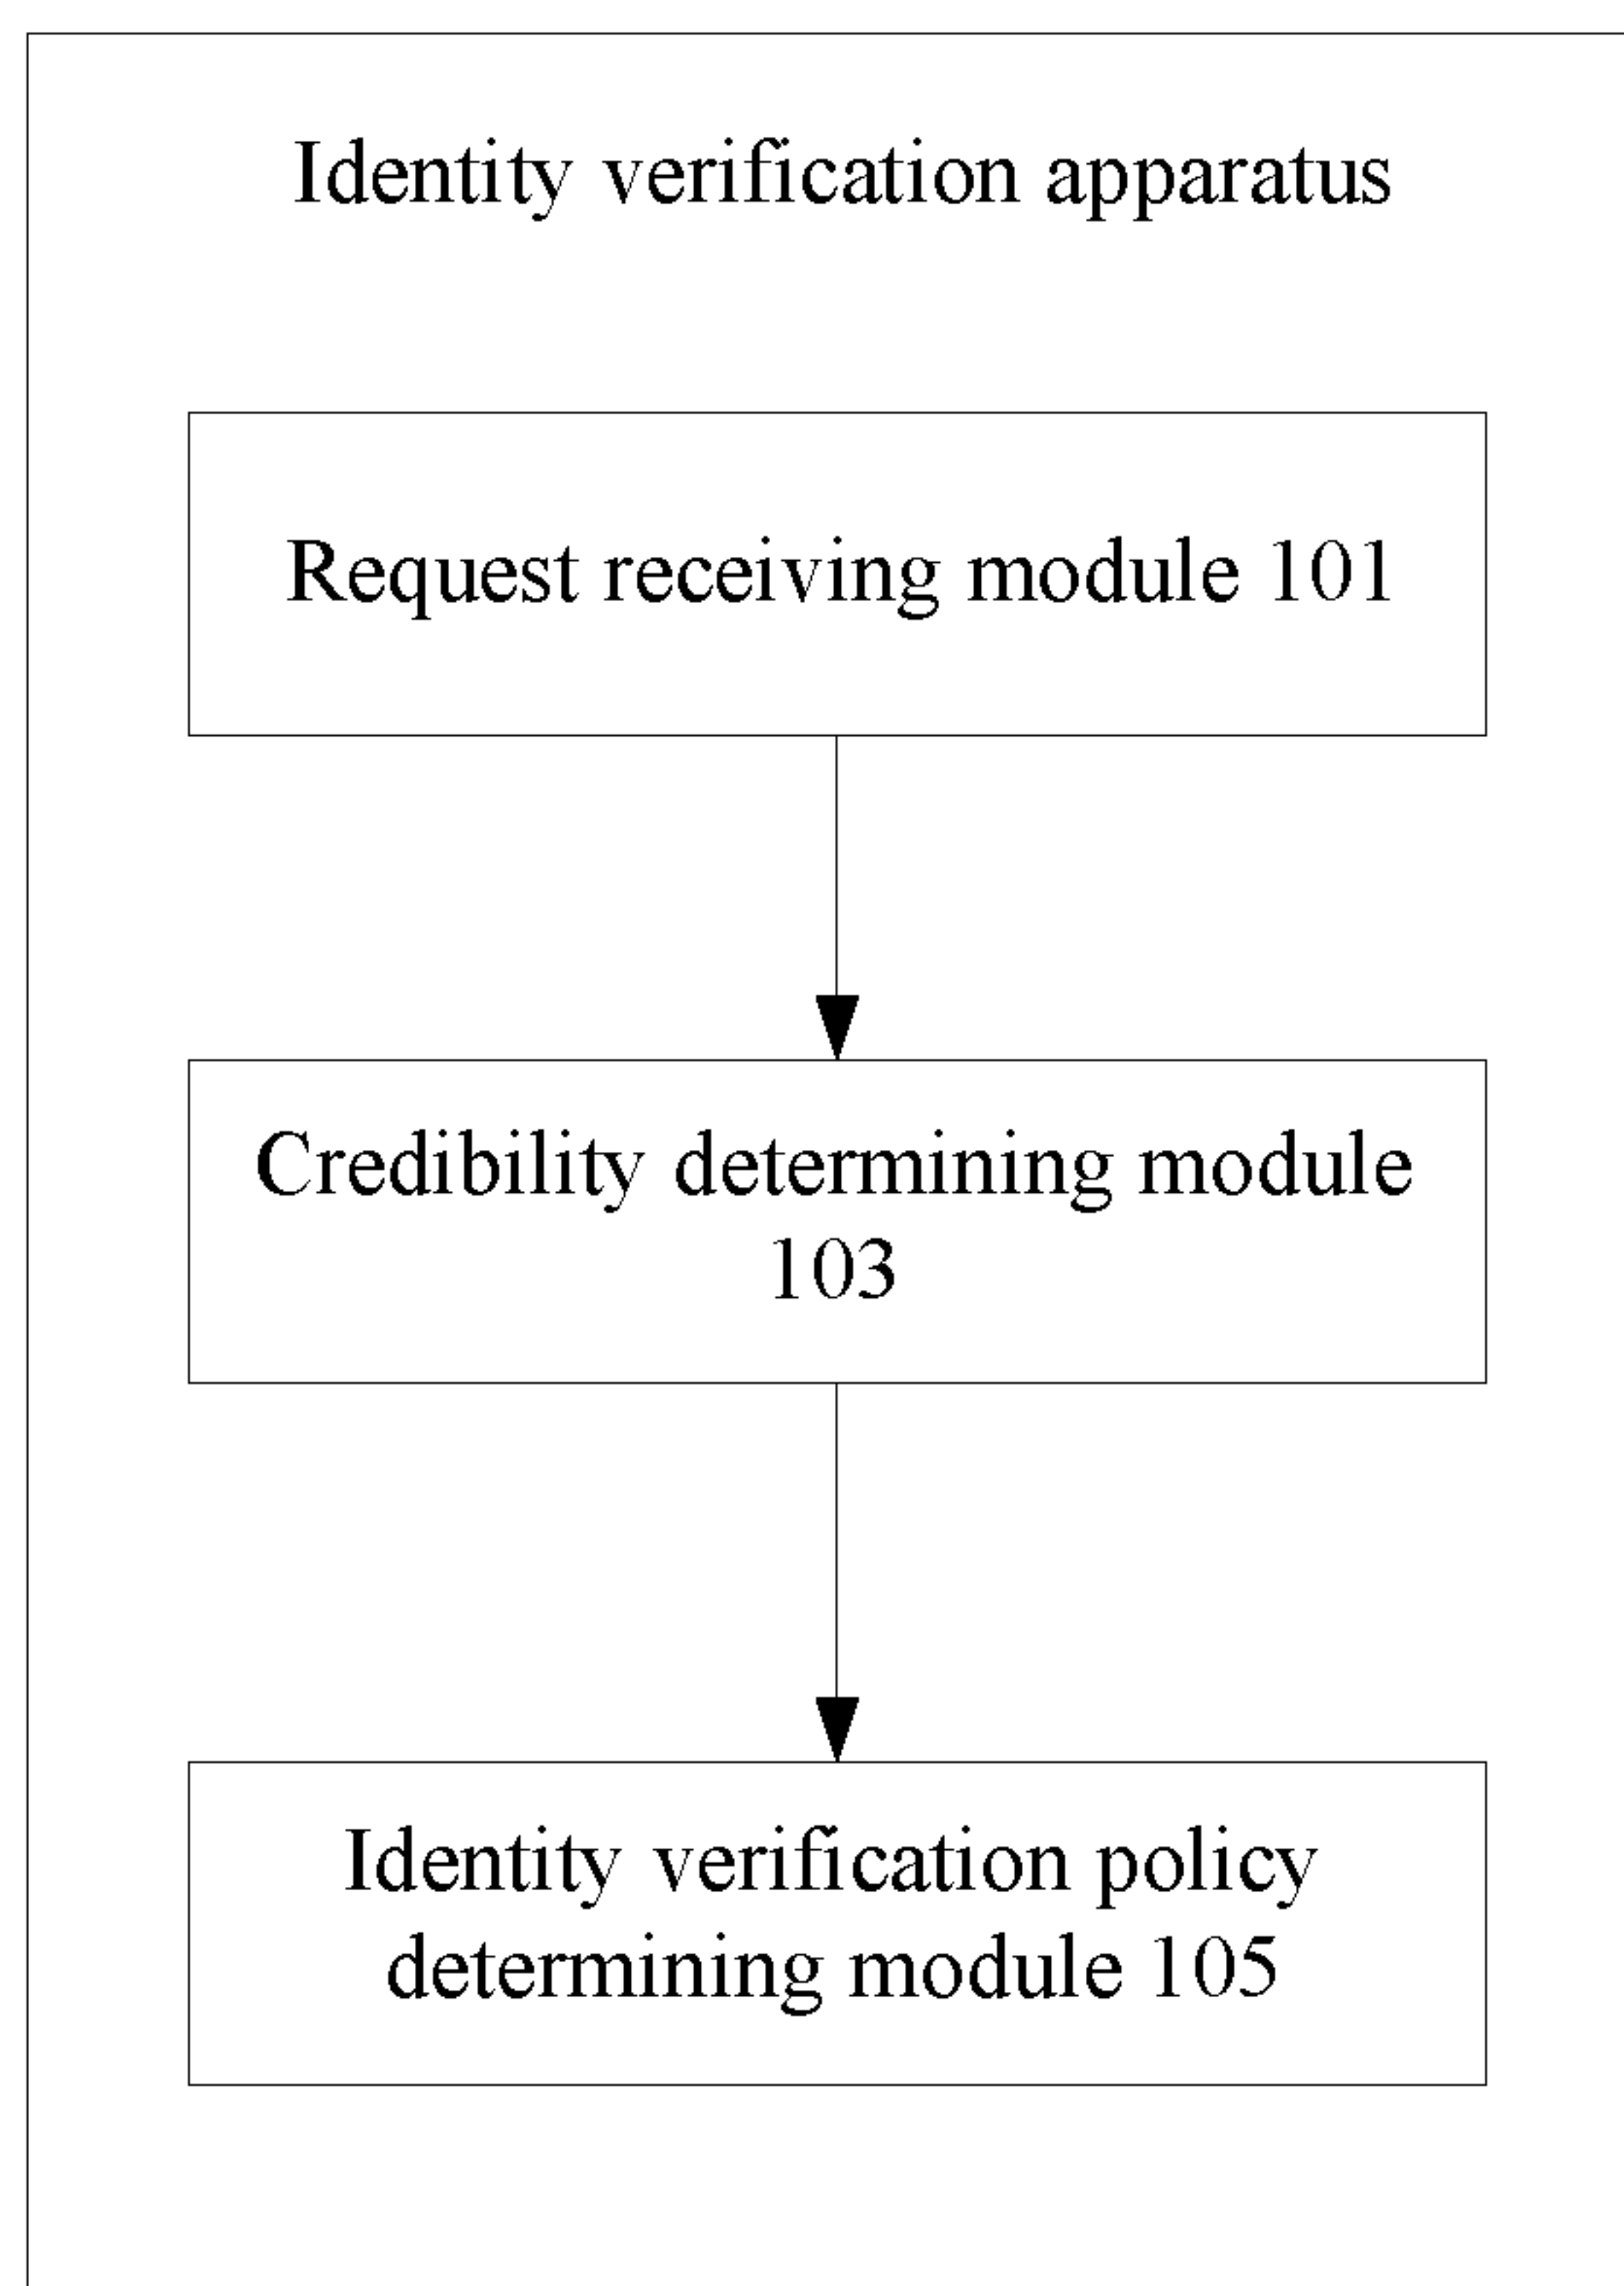 Identity verification apparatus
Request receiving module 101
Credibility determining module
103
Identity verification policy
determining module 105